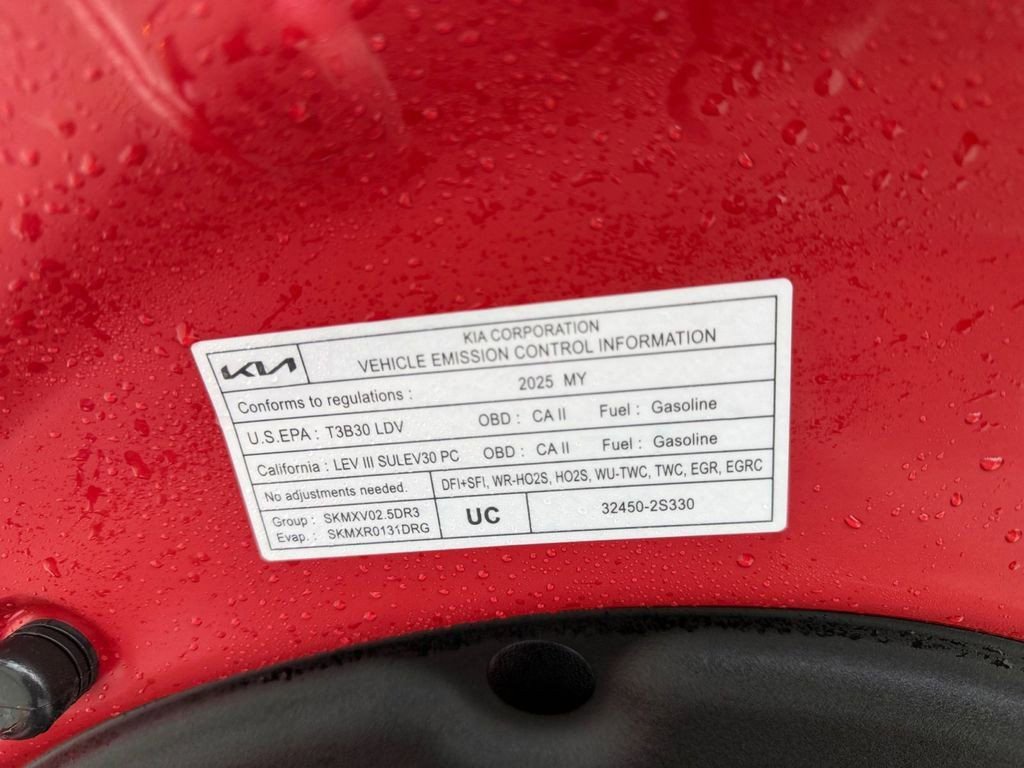 KIA
KIA CORPORATION
VEHICLE EMISSION CONTROL INFORMATION
Conforms to regulations : 2025 MY
U.S.EPA : T3B30 LDV OBD : CA II Fuel : Gasoline
California : LEV III SULEV30 PC OBD : CA II Fuel : Gasoline
No adjustments needed. DFI+SFI, WR-HO2S, HO2S, WU-TWC, TWC, EGR, EGRC
Group : SKMXV02.5DR3
Evap. : SKMXR0131DRG
UC
32450-2S330